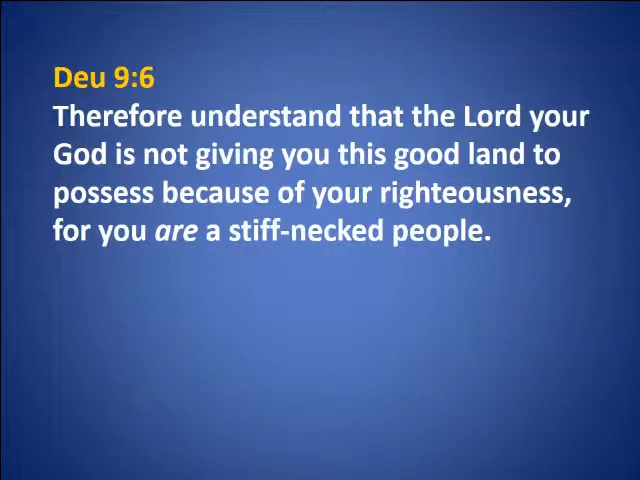 Deu 9:6
Therefore understand that the Lord your
God is not giving you this good land to
possess because of your righteousness,
for you are a stiff-necked people.